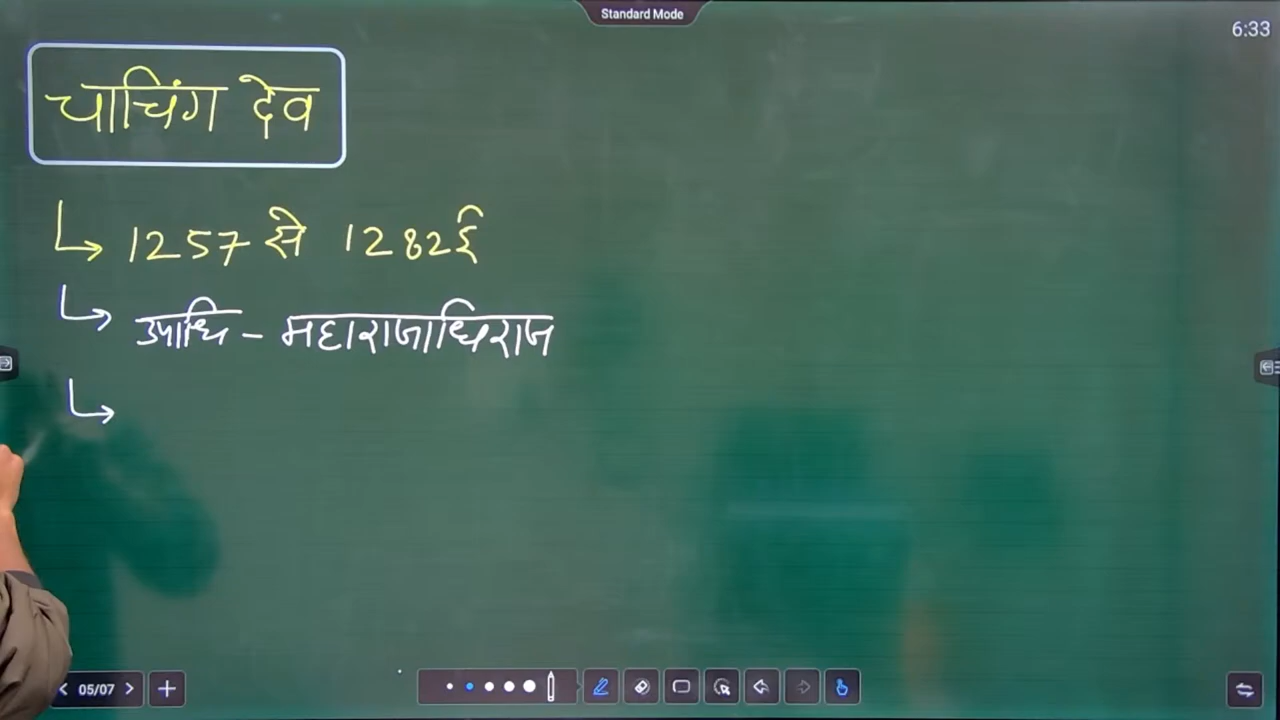 Standard Mode
6:33
चाचिंग देव
1257 से 1282ई
उपाधि - महाराजाधिराज
05/07